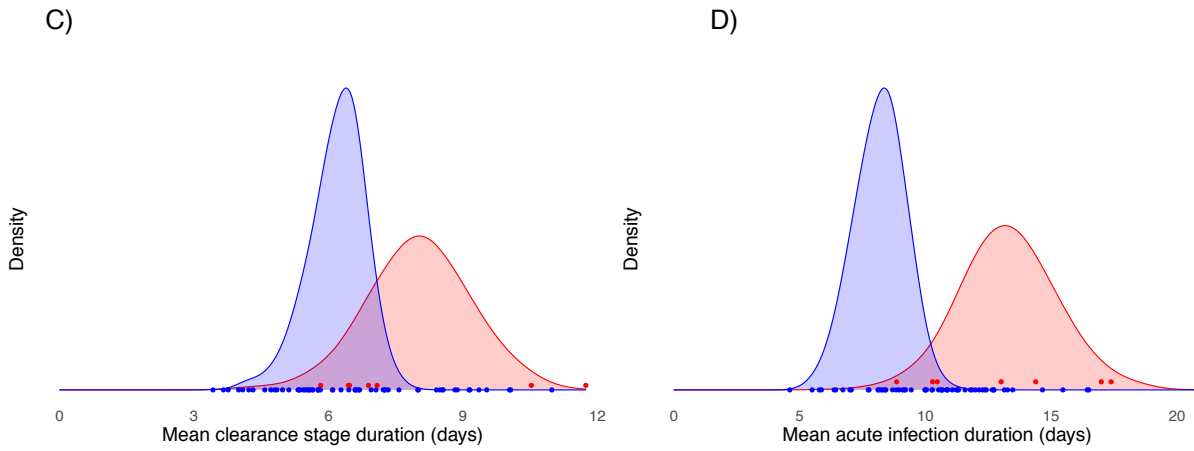 C)
Density
0 3 6 9 12
Mean clearance stage duration (days)
D)
Density
0 5 10 15 20
Mean acute infection duration (days)